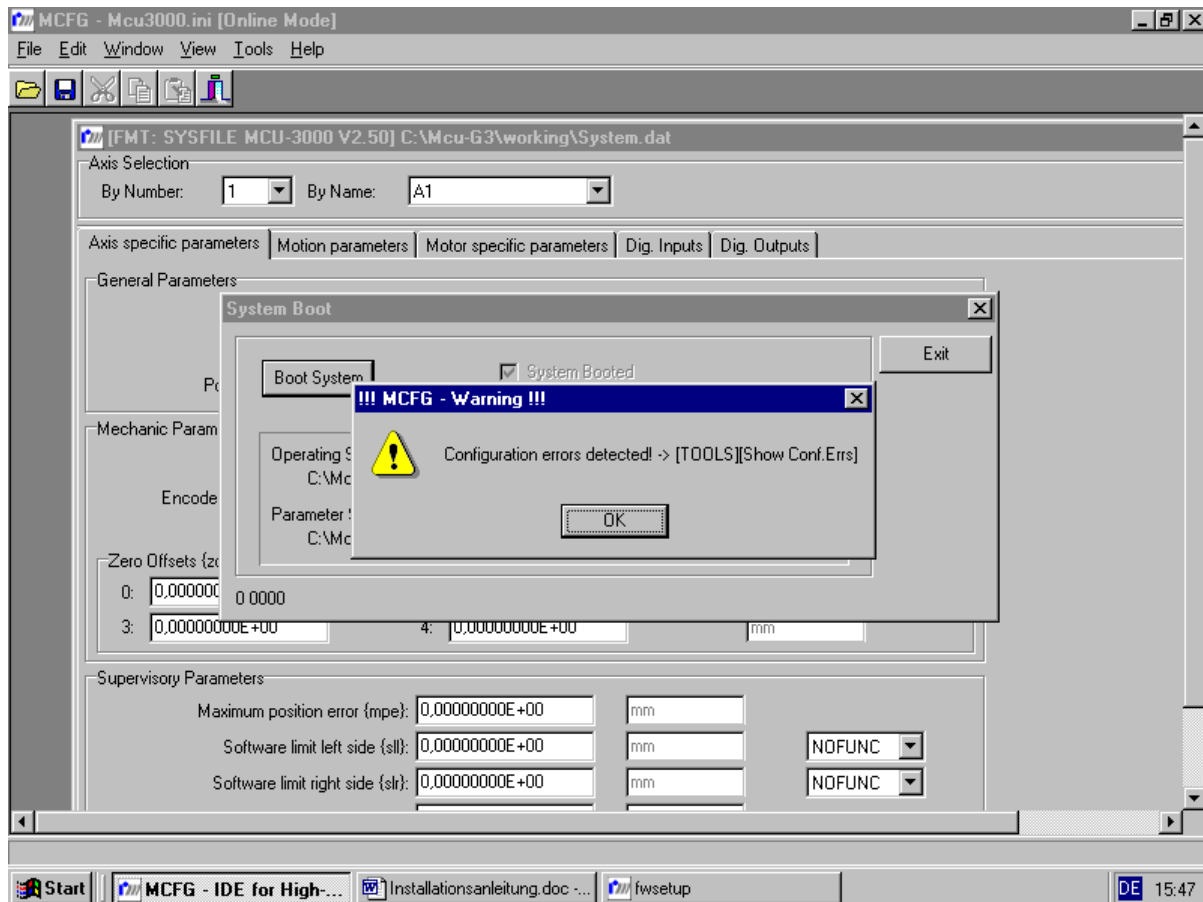 MCFG - Mcu3000.ini [Online Mode]
File Edit Window View Tools Help
[FMT: SYSFILE MCU-3000 V2.50] C:\Mcu-G3\working\System.dat
Axis Selection
By Number: 1 By Name: A1
Axis specific parameters Motion parameters Motor specific parameters Dig. Inputs Dig. Outputs
General Parameters
System Boot
Exit
Boot System System Booted
!!! MCFG - Warning !!!
Mechanic Param
Configuration errors detected! -> [TOOLS][Show Conf.Errs]
Operating S
C:\Mc
Encode
OK
Parameter
C:\Mc
Zero Offsets {zo
0: 0,0000000
0 0000
3: 0,00000000E+00 4: 0,00000000E+00 mm
Supervisory Parameters
Maximum position error {mpe}: 0,00000000E+00 mm
Software limit left side {sll}: 0,00000000E+00 mm NOFUNC
Software limit right side {slr}: 0,00000000E+00 mm NOFUNC
Start MCFG - IDE for High-... Installationsanleitung.doc -... fwsetup DE 15:47